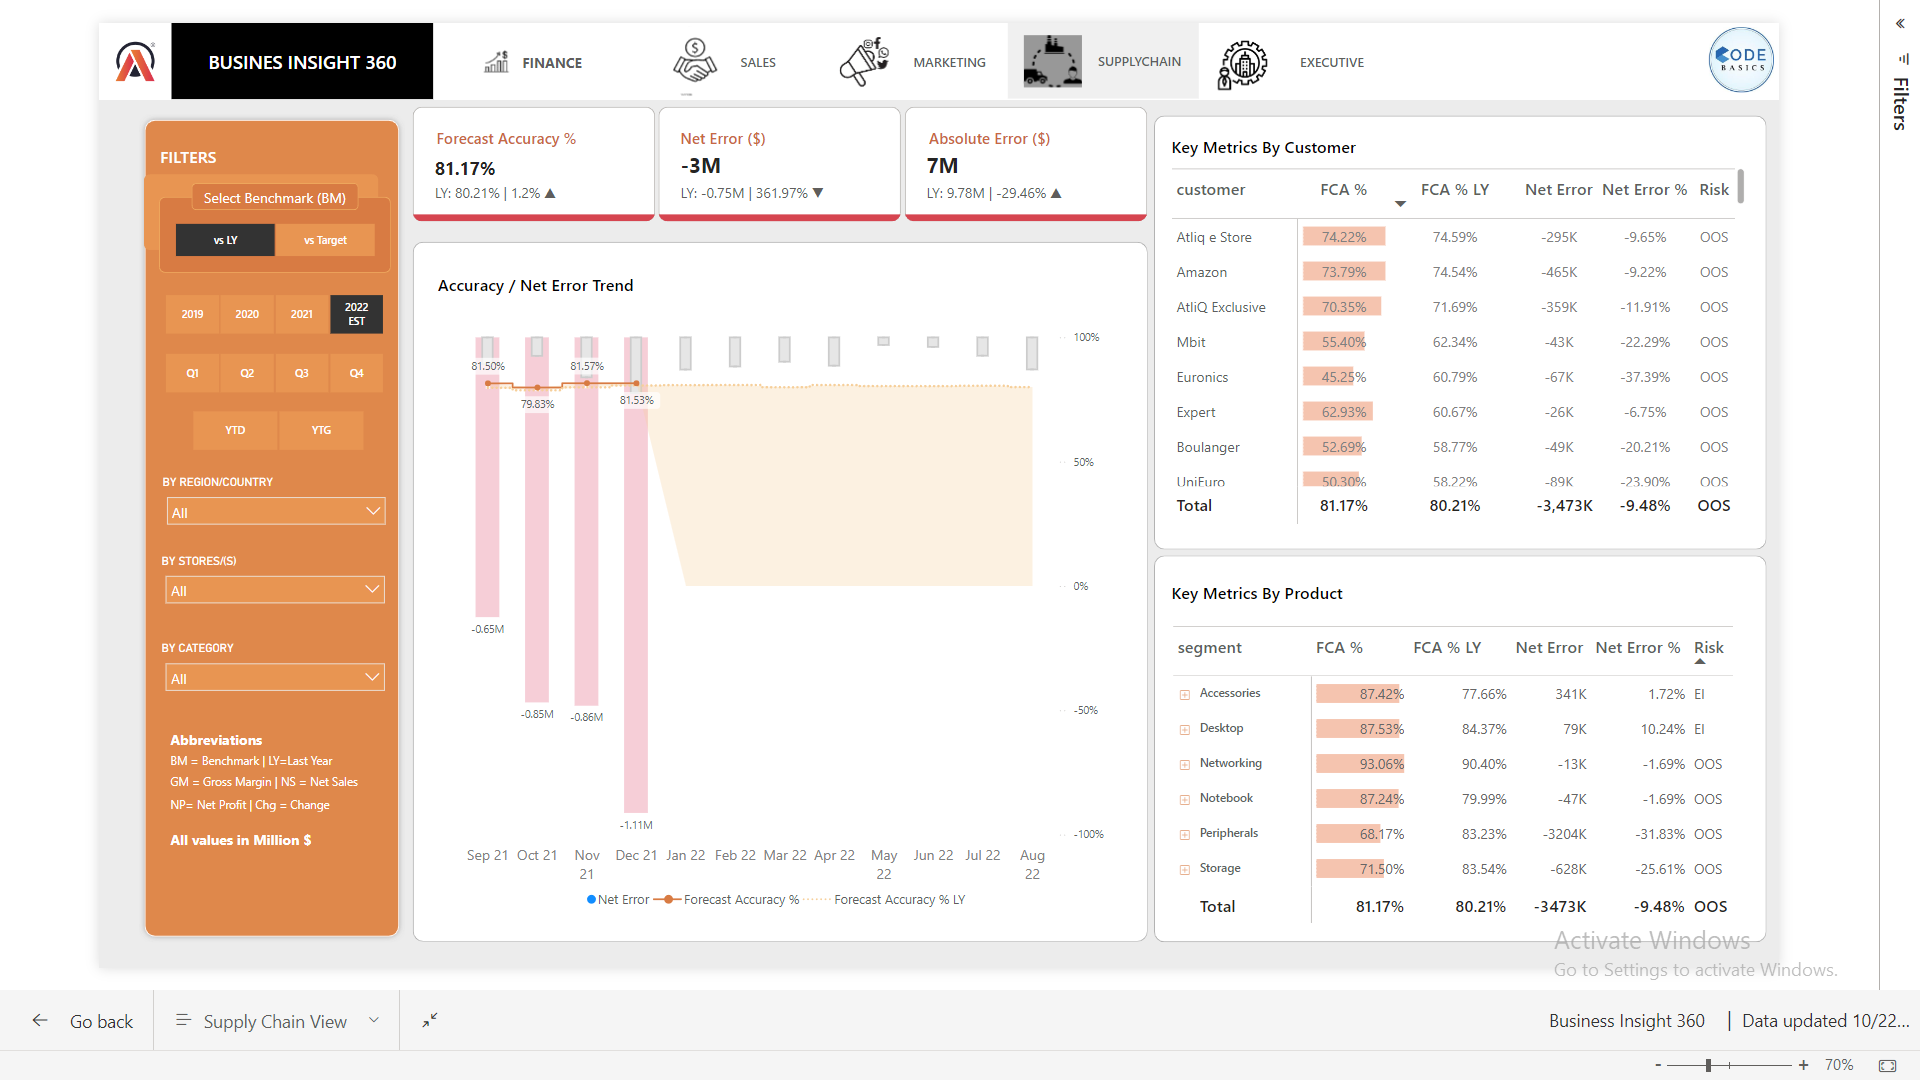 BUSINES INSIGHT 360
FINANCE
SALES
MARKETING
SUPPLYCHAIN
EXECUTIVE
CODE
BASICS
«
Filters
FILTERS
Select Benchmark (BM)
vs LY
vs Target
2019
2020
2021
2022
EST
Q1
Q2
Q3
Q4
YTD
YTG
BY REGION/COUNTRY
All
BY STORES/(S)
All
BY CATEGORY
All
Abbreviations
BM = Benchmark | LY=Last Year
GM = Gross Margin | NS = Net Sales
NP= Net Profit | Chg = Change
All values in Million $
Forecast Accuracy %
81.17%
LY: 80.21% | 1.2% ▲
Net Error ($)
-3M
LY: -0.75M | 361.97% ▼
Absolute Error ($)
7M
LY: 9.78M | -29.46% ▲
Accuracy / Net Error Trend
100%
50%
0%
-50%
-100%
81.50%
79.83%
81.57%
81.53%
-0.65M
-0.85M
-0.86M
-1.11M
Sep 21
Oct 21
Nov
21
Dec 21
Jan 22
Feb 22
Mar 22
Apr 22
May
22
Jun 22
Jul 22
Aug
22
Net Error
Forecast Accuracy %
Forecast Accuracy % LY
Key Metrics By Customer
customer FCA % FCA % LY Net Error Net Error % Risk
Atliq e Store 74.22% 74.59% -295K -9.65% OOS
Amazon 73.79% 74.54% -465K -9.22% OOS
AtliQ Exclusive 70.35% 71.69% -359K -11.91% OOS
Mbit 55.40% 62.34% -43K -22.29% OOS
Euronics 45.25% 60.79% -67K -37.39% OOS
Expert 62.93% 60.67% -26K -6.75% OOS
Boulanger 52.69% 58.77% -49K -20.21% OOS
UniEuro 50.30% 58.22% -89K -23.90% OOS
Total 81.17% 80.21% -3,473K -9.48% OOS
Key Metrics By Product
segment FCA % FCA % LY Net Error Net Error % Risk
Accessories 87.42% 77.66% 341K 1.72% EI
Desktop 87.53% 84.37% 79K 10.24% EI
Networking 93.06% 90.40% -13K -1.69% OOS
Notebook 87.24% 79.99% -47K -1.69% OOS
Peripherals 68.17% 83.23% -3204K -31.83% OOS
Storage 71.50% 83.54% -628K -25.61% OOS
Total 81.17% 80.21% -3473K -9.48% OOS
Activate Windows
Go to Settings to activate Windows.
Go back
Supply Chain View
Business Insight 360 | Data updated 10/22...
- + 70%